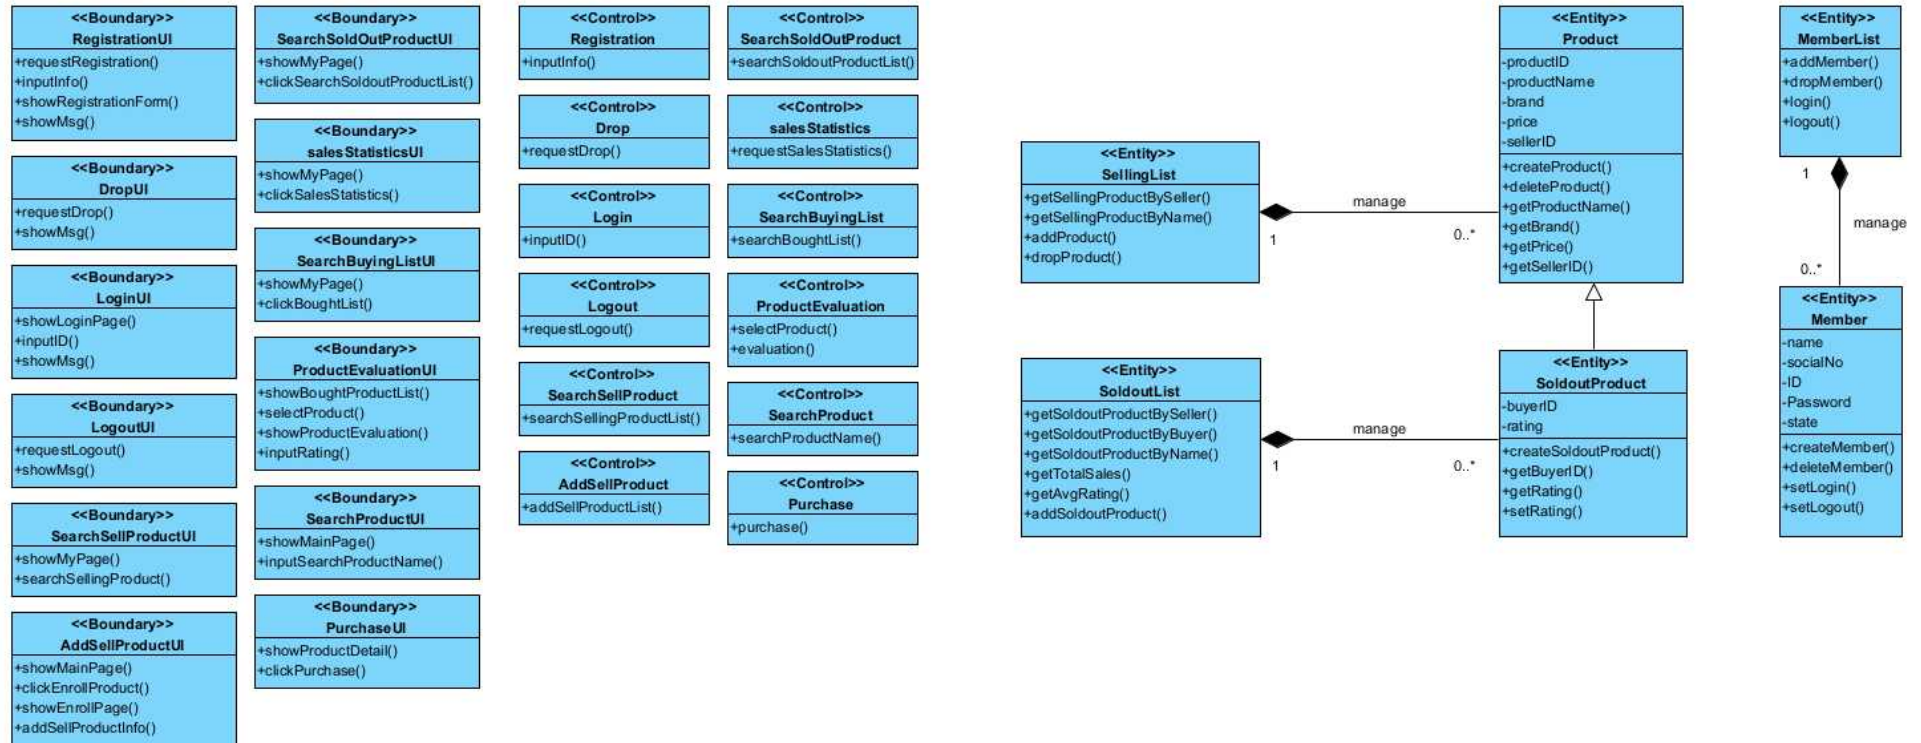 <<Boundary>>
RegistrationUI
+requestRegistration()
+inputInfo()
+showRegistrationForm()
+showMsg()
<<Boundary>>
DropUI
+requestDrop()
+showMsg()
<<Boundary>>
LoginUI
+showLoginPage()
+inputID()
+showMsg()
<<Boundary>>
LogoutUI
+requestLogout()
+showMsg()
<<Boundary>>
SearchSellProductUI
+showMyPage()
+searchSellingProduct()
<<Boundary>>
AddSellProductUI
+showMainPage()
+clickEnrollProduct()
+showEnrollPage()
+addSellProductInfo()
<<Boundary>>
SearchSoldOutProductUI
+showMyPage()
+clickSearchSoldoutProductList()
<<Boundary>>
salesStatisticsUI
+showMyPage()
+clickSalesStatistics()
<<Boundary>>
SearchBuyingListUI
+showMyPage()
+clickBoughtList()
<<Boundary>>
ProductEvaluationUI
+showBoughtProductList()
+selectProduct()
+showProductEvaluation()
+inputRating()
<<Boundary>>
SearchProductUI
+showMainPage()
+inputSearchProductName()
<<Boundary>>
PurchaseUI
+showProductDetail()
+clickPurchase()
<<Control>>
Registration
+inputInfo()
<<Control>>
Drop
+requestDrop()
<<Control>>
Login
+inputID()
<<Control>>
Logout
+requestLogout()
<<Control>>
SearchSellProduct
+searchSellingProductList()
<<Control>>
AddSellProduct
+addSellProductList()
<<Control>>
SearchSoldOutProduct
+searchSoldoutProductList()
<<Control>>
salesStatistics
+requestSalesStatistics()
<<Control>>
SearchBuyingList
+searchBoughtList()
<<Control>>
ProductEvaluation
+selectProduct()
+evaluation()
<<Control>>
SearchProduct
+searchProductName()
<<Control>>
Purchase
+purchase()
<<Entity>>
SellingList
+getSellingProductBySeller()
+getSellingProductByName()
+addProduct()
+dropProduct()
manage
1
0..*
<<Entity>>
Product
-productID
-productName
-brand
-price
-sellerID
+createProduct()
+deleteProduct()
+getProductName()
+getBrand()
+getPrice()
+getSellerID()
<<Entity>>
SoldoutList
+getSoldoutProductBySeller()
+getSoldoutProductByBuyer()
+getSoldoutProductByName()
+getTotalSales()
+getAvgRating()
+addSoldoutProduct()
manage
1
0..*
<<Entity>>
SoldoutProduct
-buyerID
-rating
+createSoldoutProduct()
+getBuyerID()
+getRating()
+setRating()
<<Entity>>
MemberList
+addMember()
+dropMember()
+login()
+logout()
1
manage
0..*
<<Entity>>
Member
-name
-socialNo
-ID
-Password
-state
+createMember()
+deleteMember()
+setLogin()
+setLogout()